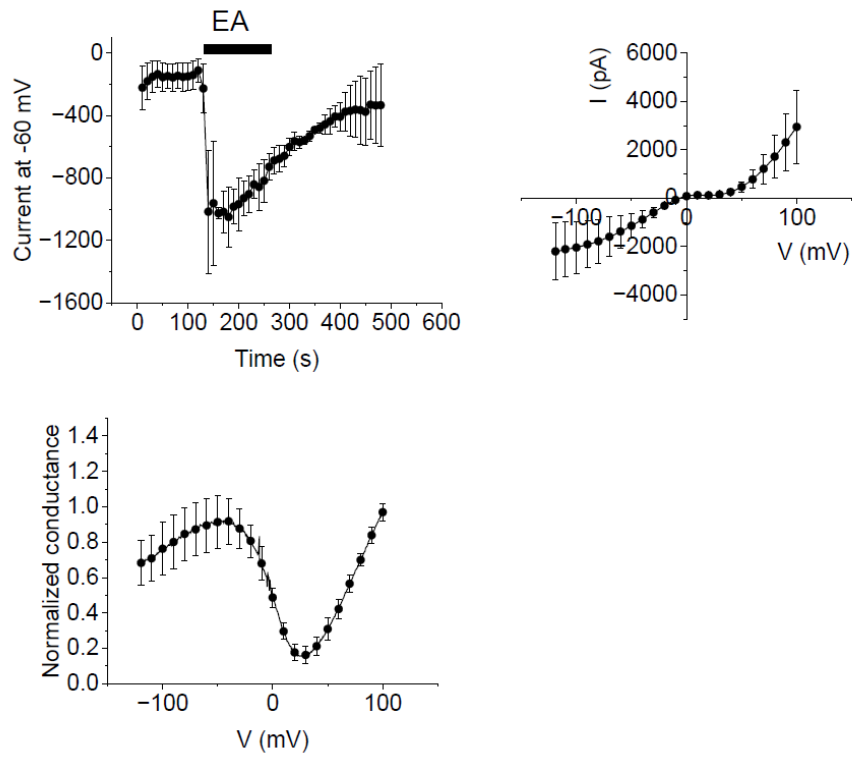 EA
0
−400
−800
−1200
−1600
Current at -60 mV
0 100 200 300 400 500 600
Time (s)
I (pA)
6000
4000
2000
0
−2000
−4000
−100 0 100
V (mV)
Normalized conductance
1.4
1.2
1.0
0.8
0.6
0.4
0.2
0.0
−100 0 100
V (mV)